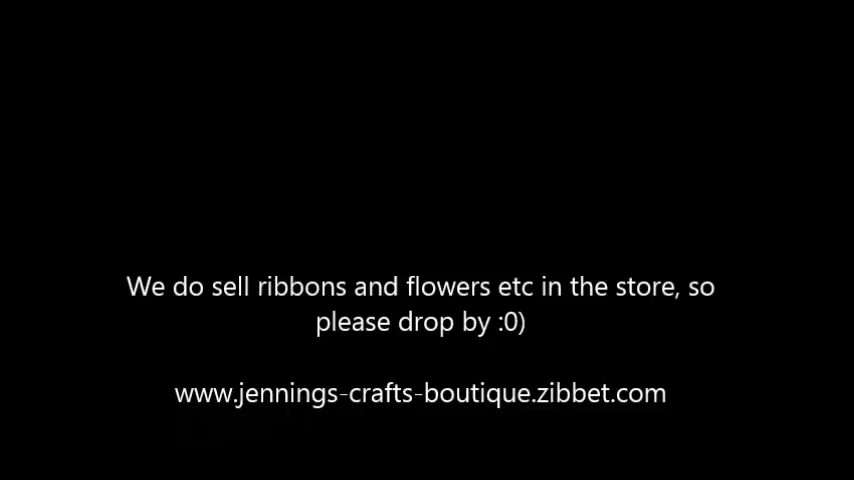 We do sell ribbons and flowers etc in the store, so
please drop by :0)
www.jennings-crafts-boutique.zibbet.com